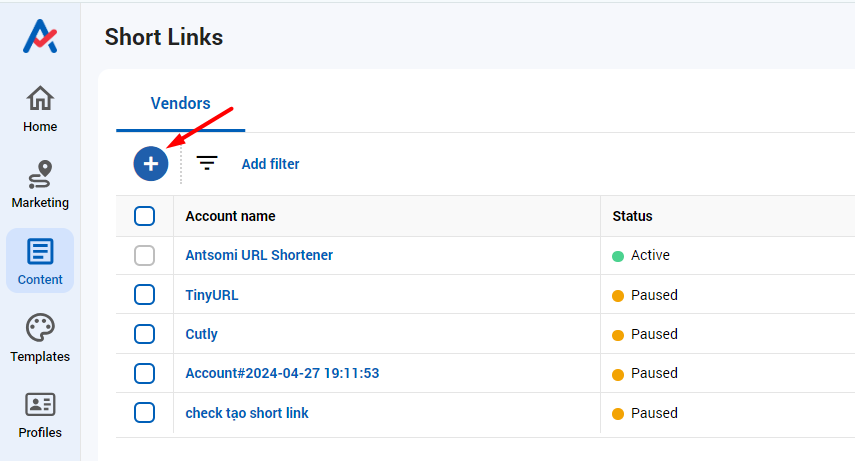 Short Links
Home
Marketing
Content
Templates
Profiles
Vendors
Add filter
Account name Status
Antsomi URL Shortener Active
TinyURL Paused
Cutly Paused
Account#2024-04-27 19:11:53 Paused
check tạo short link Paused